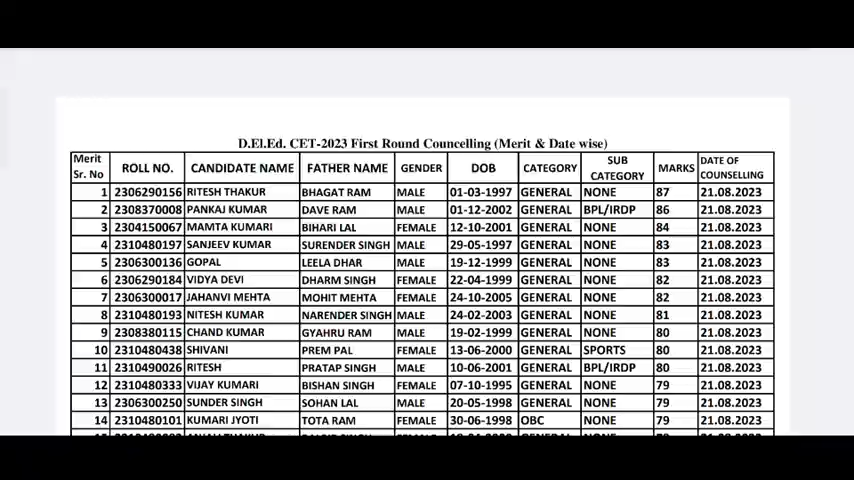 D.El.Ed. CET-2023 First Round Councelling (Merit & Date wise)
Merit Sr. No ROLL NO. CANDIDATE NAME FATHER NAME GENDER DOB CATEGORY SUB CATEGORY MARKS DATE OF COUNSELLING
1 2306290156 RITESH THAKUR BHAGAT RAM MALE 01-03-1997 GENERAL NONE 87 21.08.2023
2 2308370008 PANKAJ KUMAR DAVE RAM MALE 01-12-2002 GENERAL BPL/IRDP 86 21.08.2023
3 2304150067 MAMTA KUMARI BIHARI LAL FEMALE 12-10-2001 GENERAL NONE 84 21.08.2023
4 2310480197 SANJEEV KUMAR SURENDER SINGH MALE 29-05-1997 GENERAL NONE 83 21.08.2023
5 2306300136 GOPAL LEELA DHAR MALE 19-12-1999 GENERAL NONE 83 21.08.2023
6 2306290184 VIDYA DEVI DHARM SINGH FEMALE 22-04-1999 GENERAL NONE 82 21.08.2023
7 2306300017 JAHANVI MEHTA MOHIT MEHTA FEMALE 24-10-2005 GENERAL NONE 82 21.08.2023
8 2310480193 NITESH KUMAR NARENDER SINGH MALE 24-02-2003 GENERAL NONE 81 21.08.2023
9 2308380115 CHAND KUMAR GYAHRU RAM MALE 19-02-1999 GENERAL NONE 80 21.08.2023
10 2310480438 SHIVANI PREM PAL FEMALE 13-06-2000 GENERAL SPORTS 80 21.08.2023
11 2310490026 RITESH PRATAP SINGH MALE 10-06-2001 GENERAL BPL/IRDP 80 21.08.2023
12 2310480333 VIJAY KUMARI BISHAN SINGH FEMALE 07-10-1995 GENERAL NONE 79 21.08.2023
13 2306300250 SUNDER SINGH SOHAN LAL MALE 20-05-1998 GENERAL NONE 79 21.08.2023
14 2310480101 KUMARI JYOTI TOTA RAM FEMALE 30-06-1998 OBC NONE 79 21.08.2023